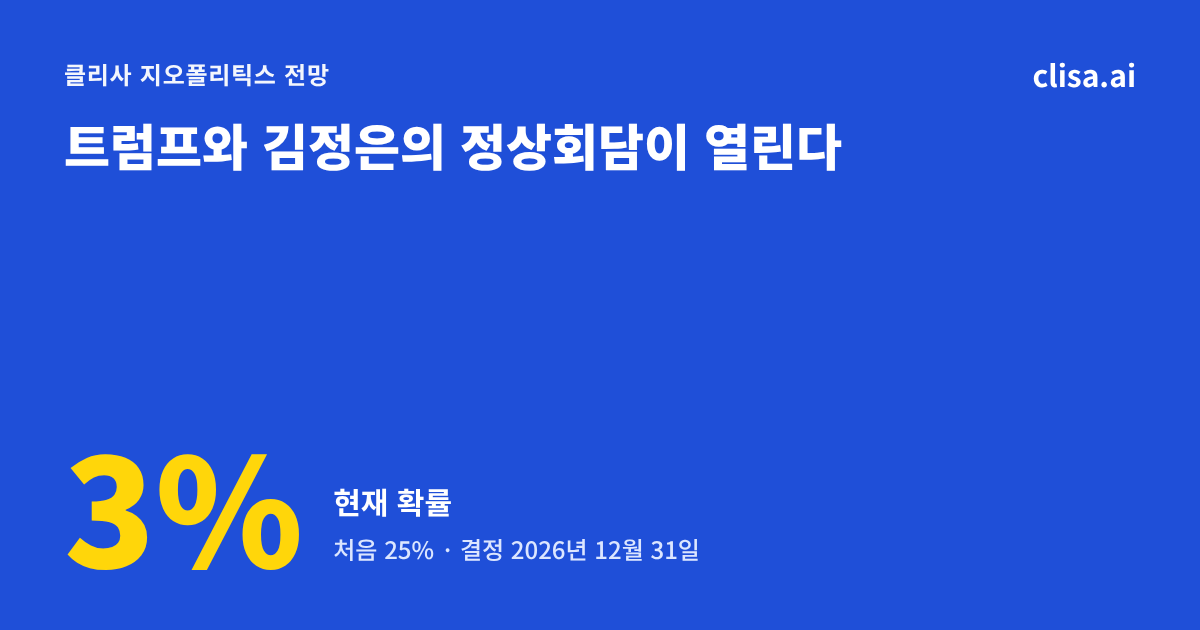 클리사 지오폴리틱스 전망
clisa.ai
트럼프와 김정은의 정상회담이 열린다
3%
현재 확률
처음 25% · 결정 2026년 12월 31일